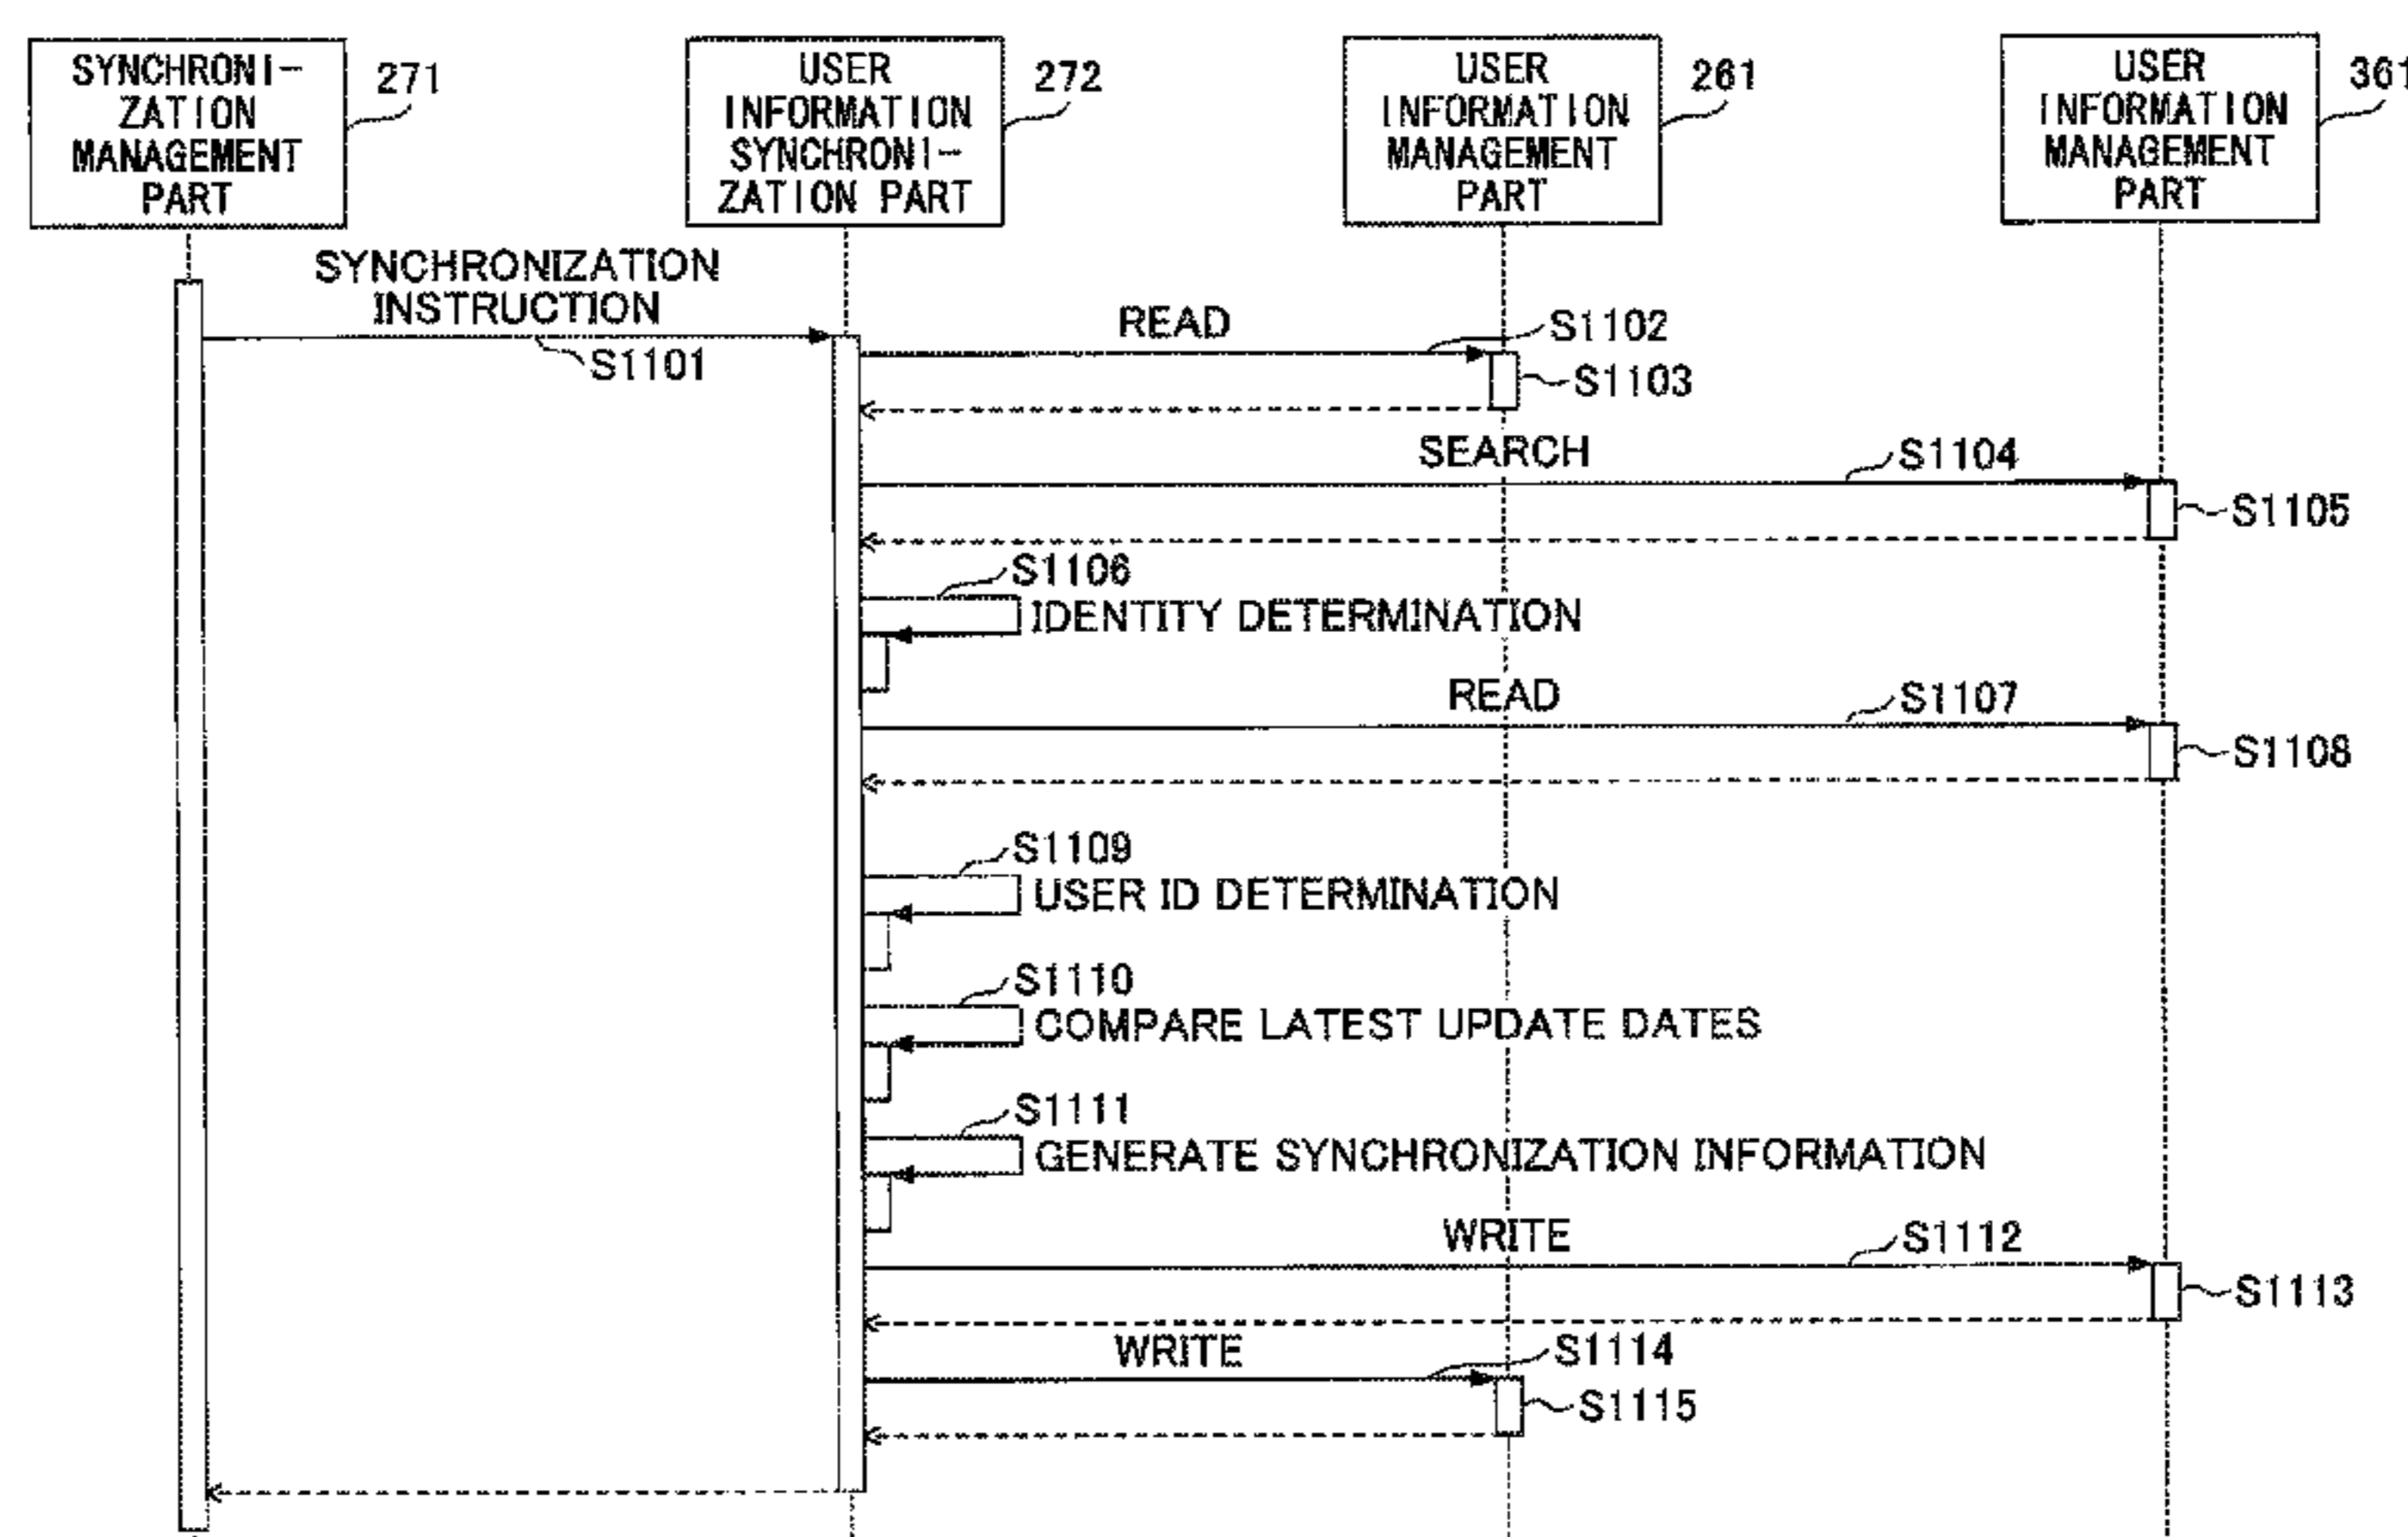 SYNCHRONI-
ZATION
MANAGEMENT
PART
271
USER
INFORMATION
SYNCHRONI-
ZATION PART
272
USER
INFORMATION
MANAGEMENT
PART
261
USER
INFORMATION
MANAGEMENT
PART
361
SYNCHRONIZATION
INSTRUCTION
S1101
READ
S1102
S1103
SEARCH
S1104
S1105
S1106
IDENTITY DETERMINATION
READ
S1107
S1108
S1109
USER ID DETERMINATION
S1110
COMPARE LATEST UPDATE DATES
S1111
GENERATE SYNCHRONIZATION INFORMATION
WRITE
S1112
S1113
WRITE
S1114
S1115